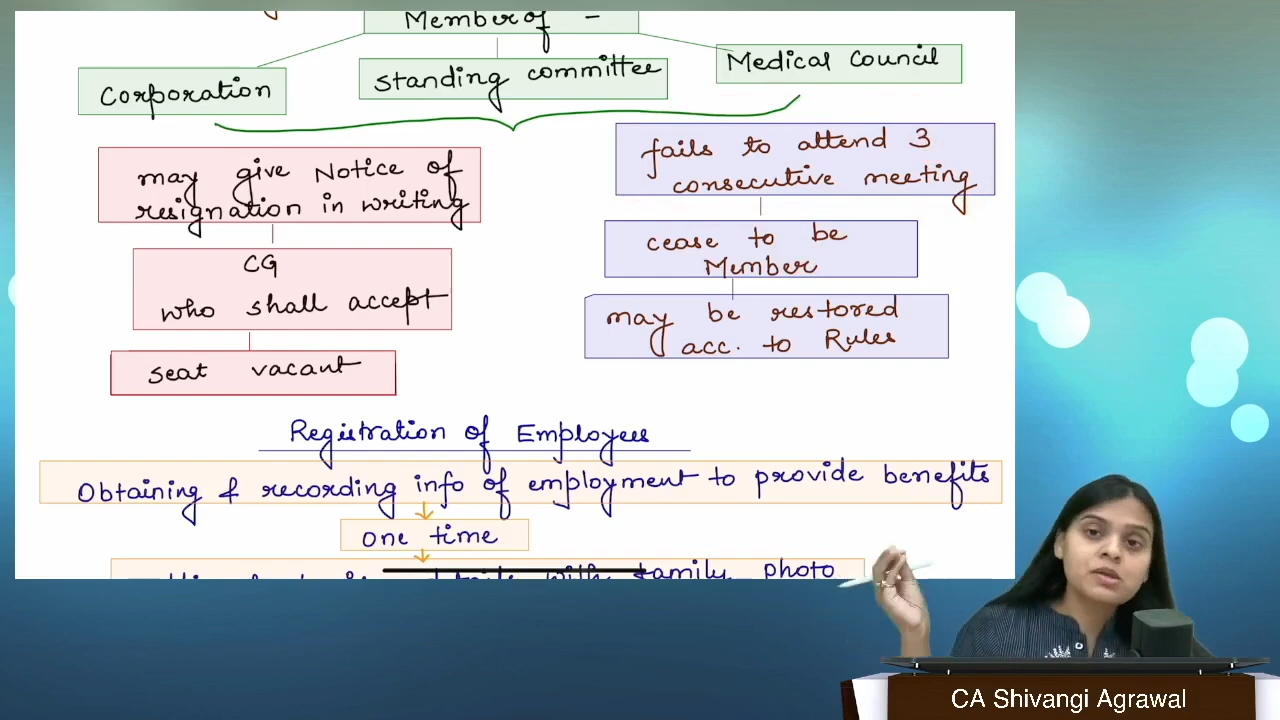 Member of -
Corporation
standing committee
Medical Council
may give Notice of
resignation in writing
CG
who shall accept
seat vacant
fails to attend 3
consecutive meeting
cease to be
Member
may be restored
acc. to Rules
Registration of Employees
Obtaining & recording info of employment to provide benefits
one time
with family photo
CA Shivangi Agrawal